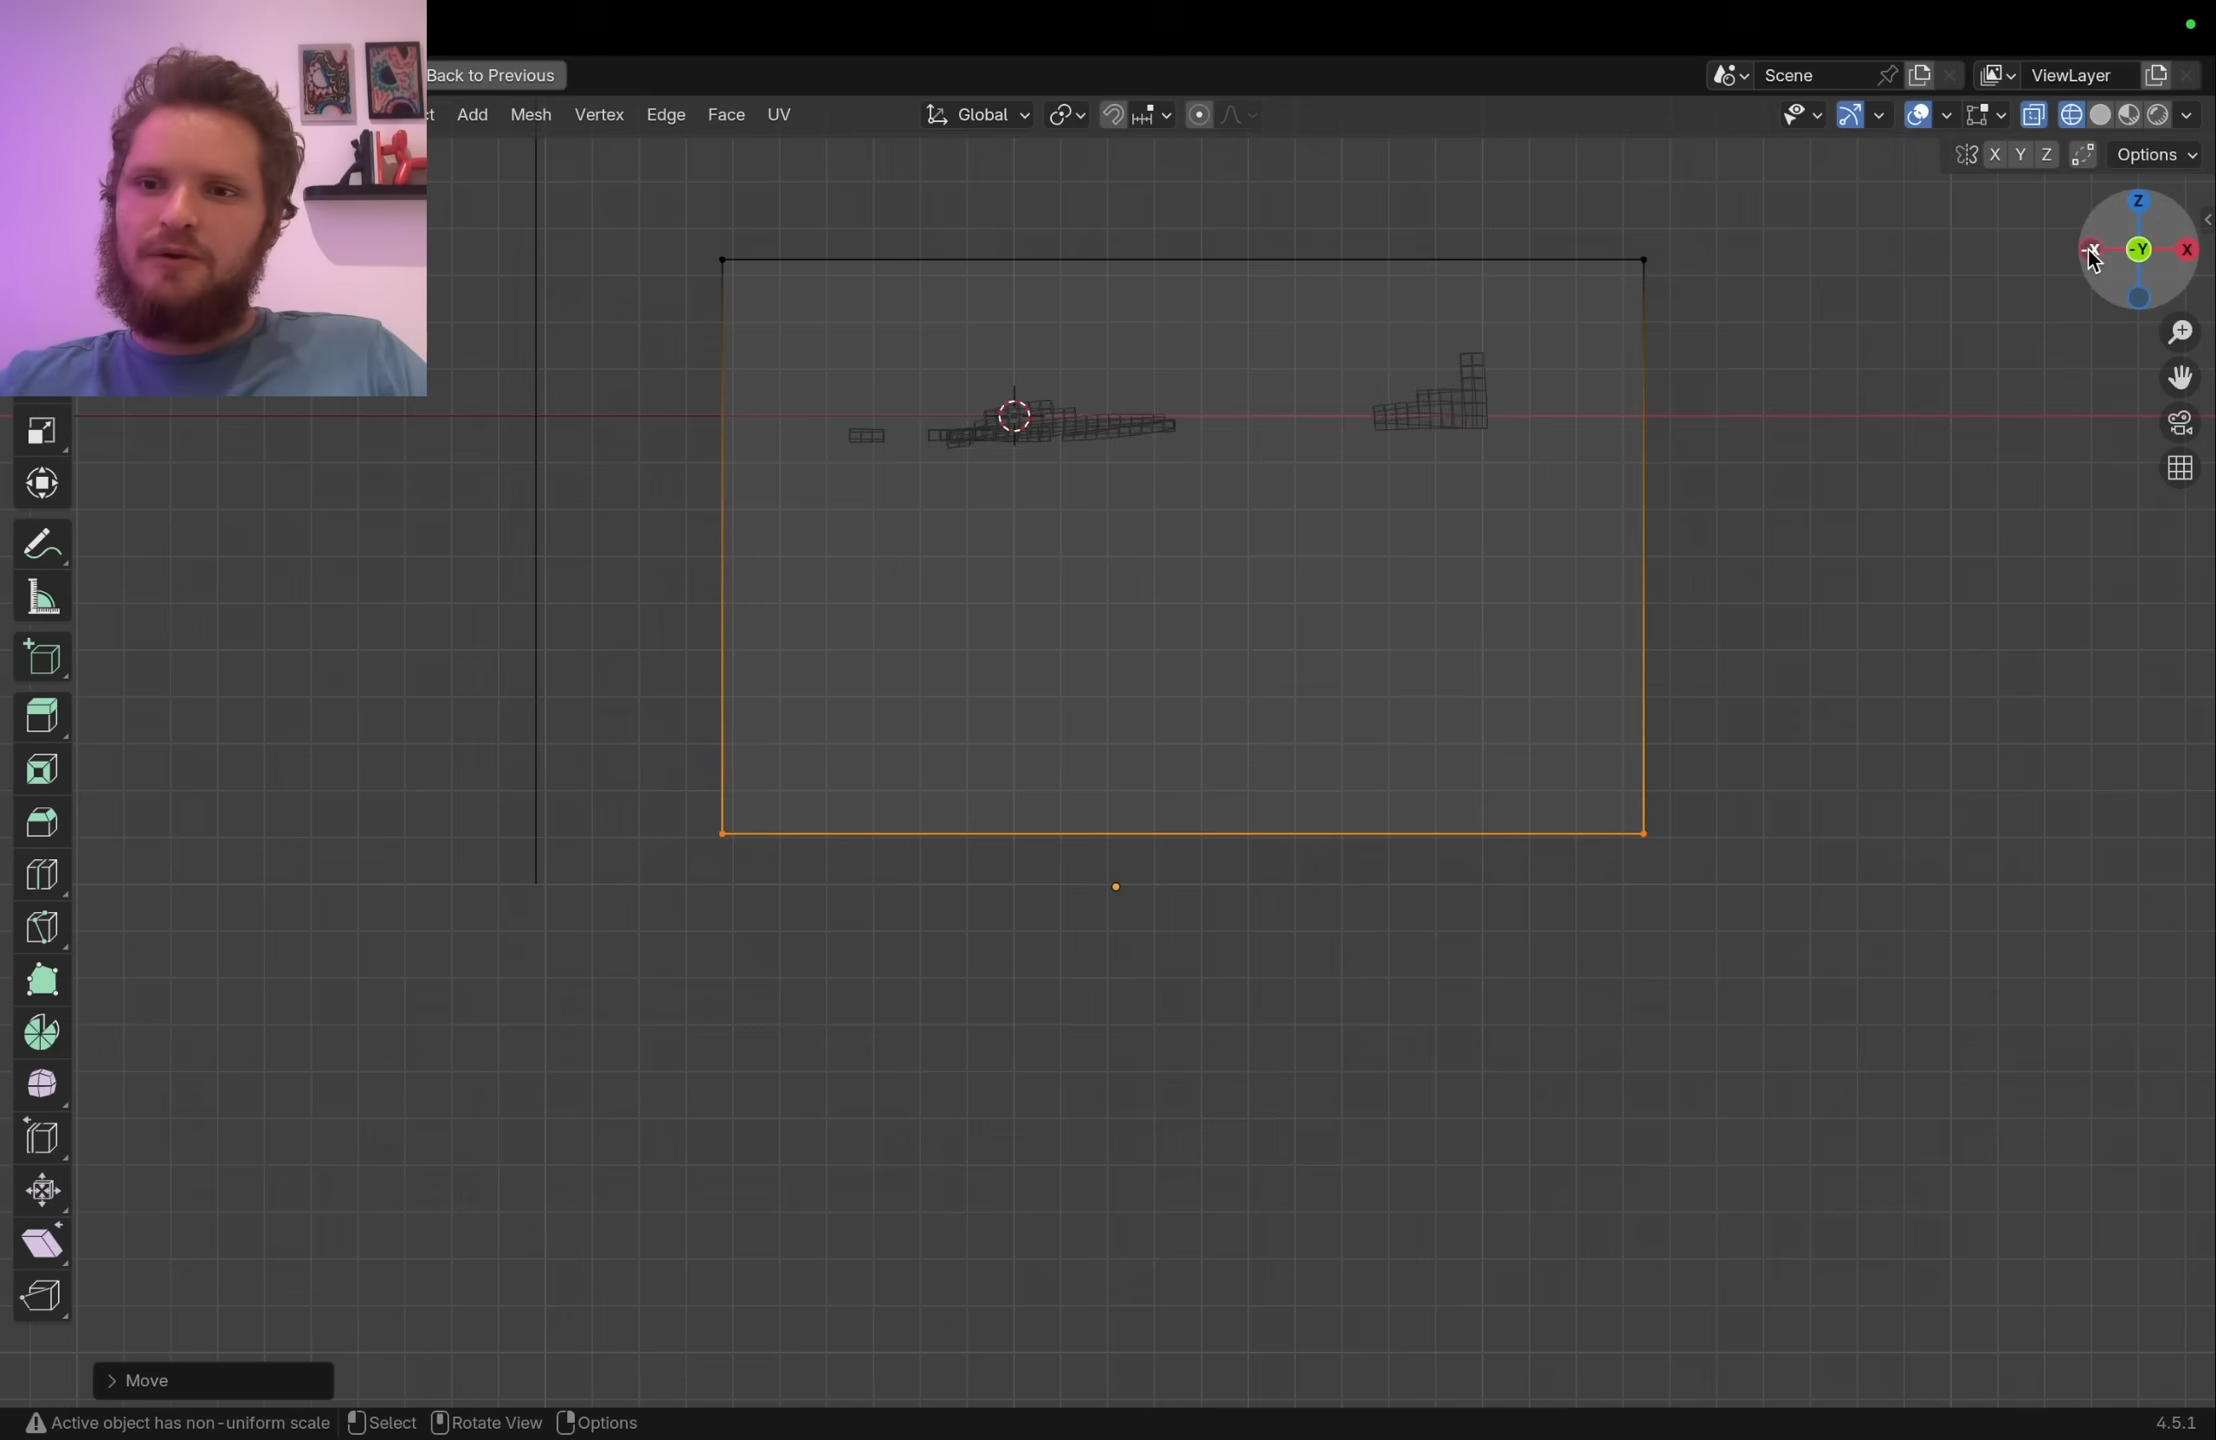 Back to Previous
Scene
ViewLayer
ct Add Mesh Vertex Edge Face UV
Global
X Y Z
Options
Z
-X
-Y
X
Move
Active object has non-uniform scale
Select
Rotate View
Options
4.5.1